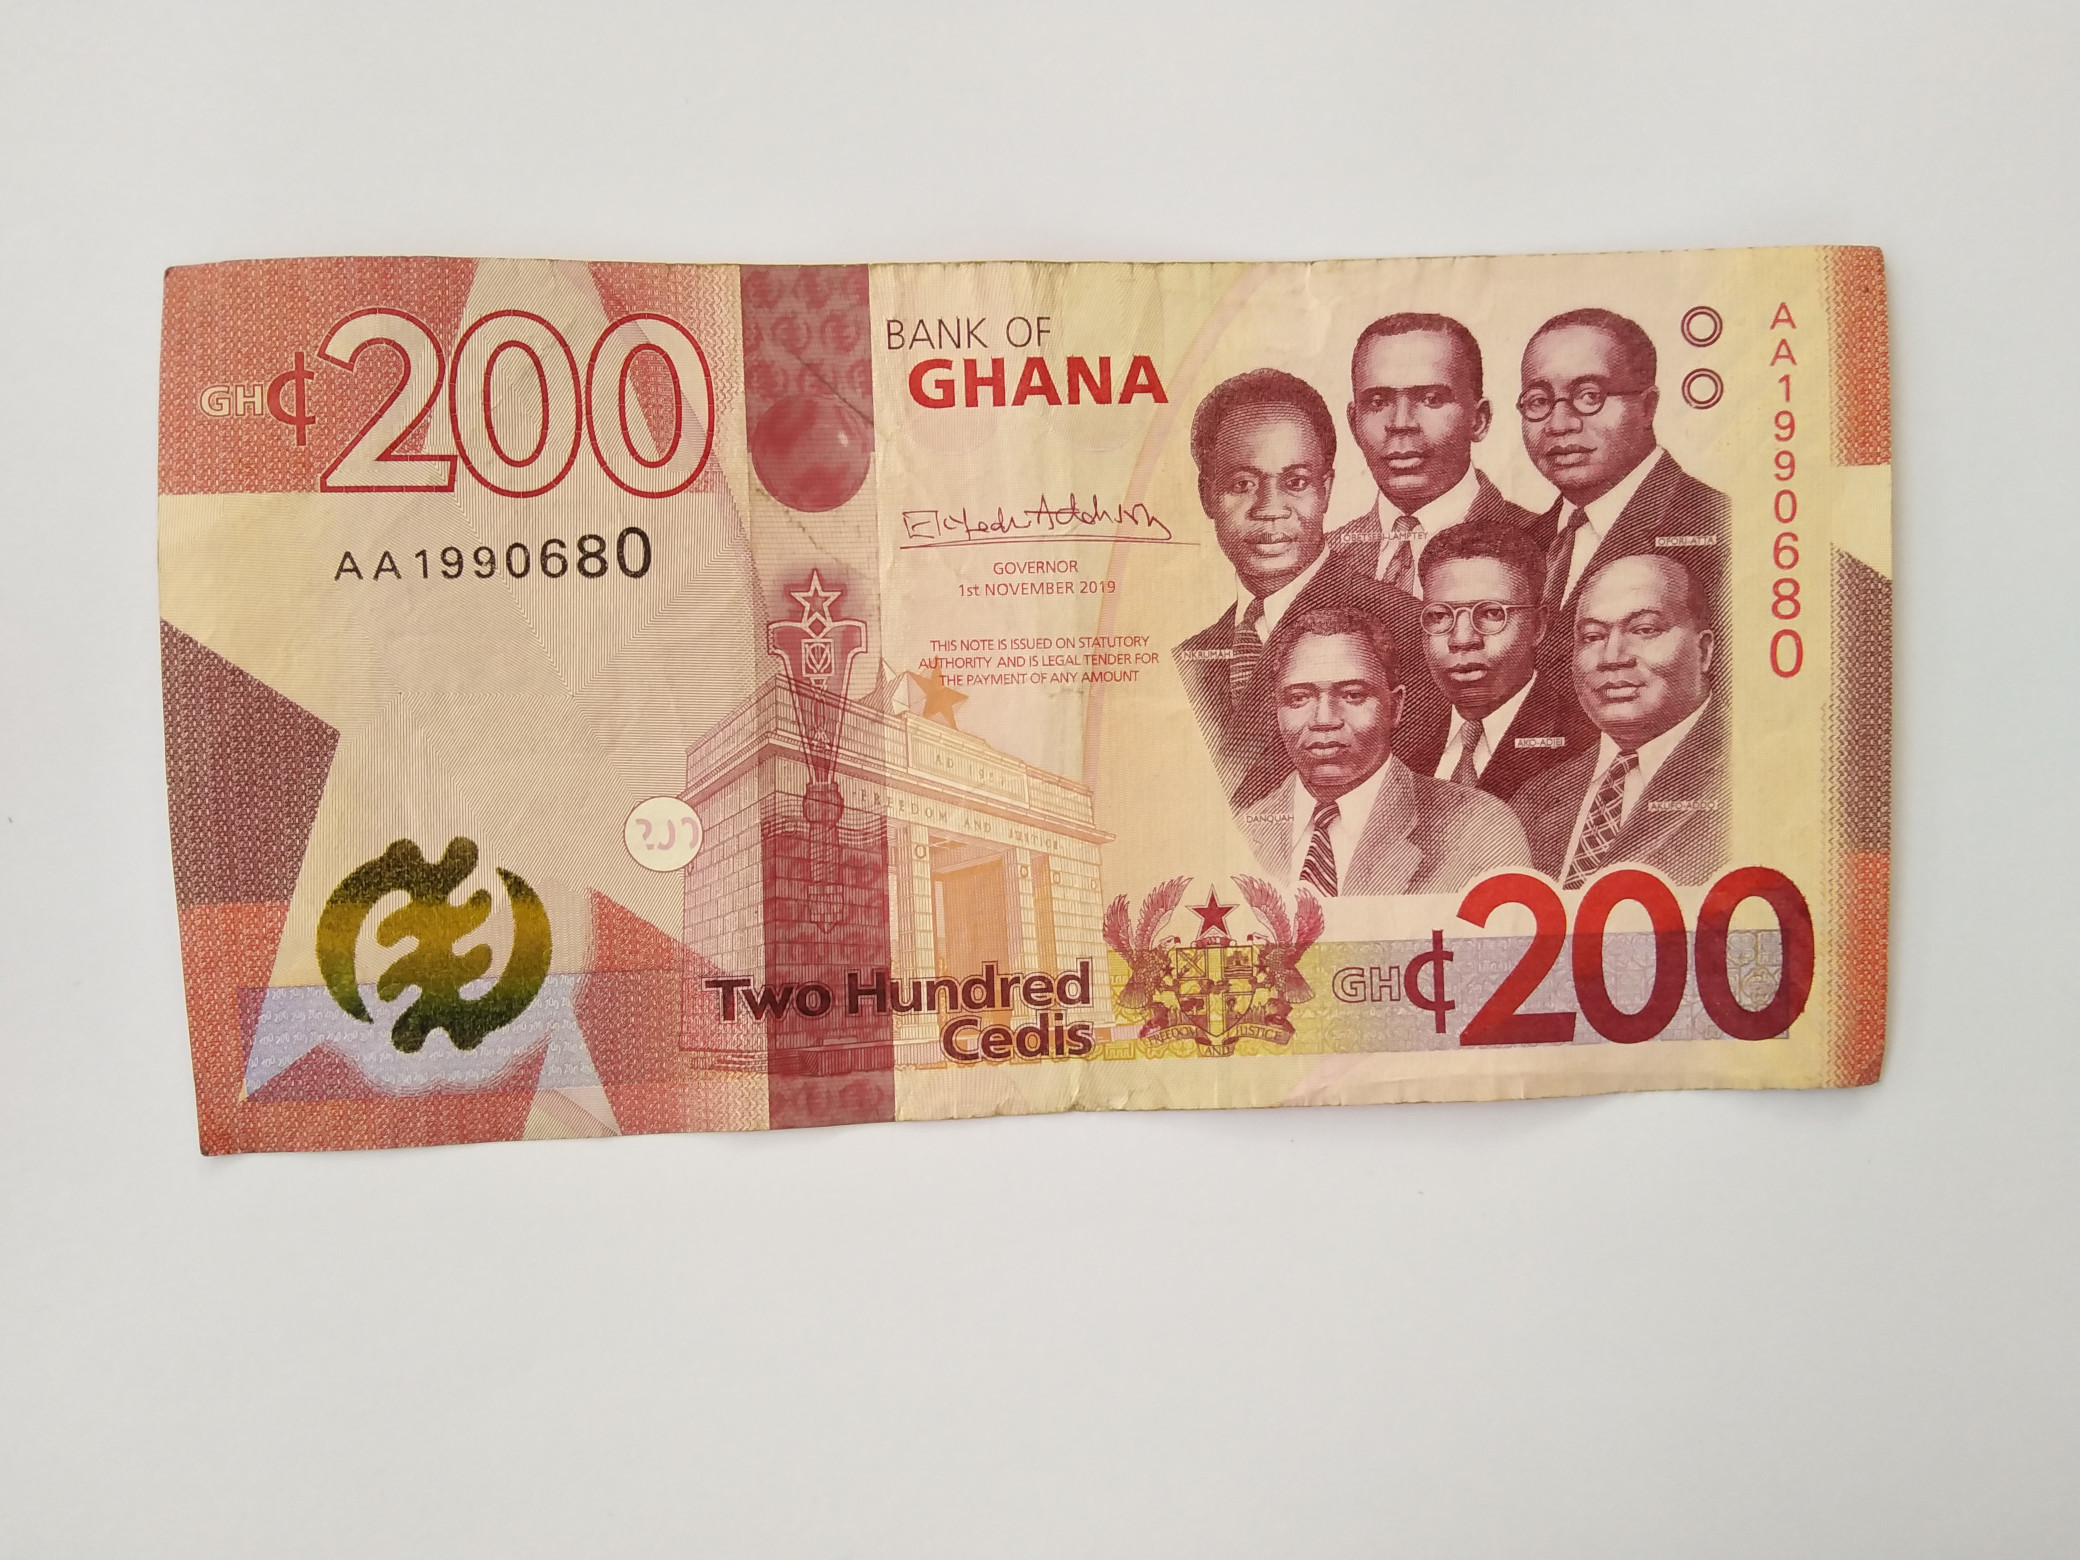 GH₵200
BANK OF
GHANA
AA1990680
AA1990680
GOVERNOR
1st NOVEMBER 2019
THIS NOTE IS ISSUED ON STATUTORY
AUTHORITY AND IS LEGAL TENDER FOR
THE PAYMENT OF ANY AMOUNT
OBETSEBI-LAMPTEY
OFORI-ATTA
NKRUMAH
AKO-ADJEI
AKUFO-ADDO
DANQUAH
FREEDOM AND JUSTICE
Two Hundred
Cedis
FREEDOM AND JUSTICE
GH₵200